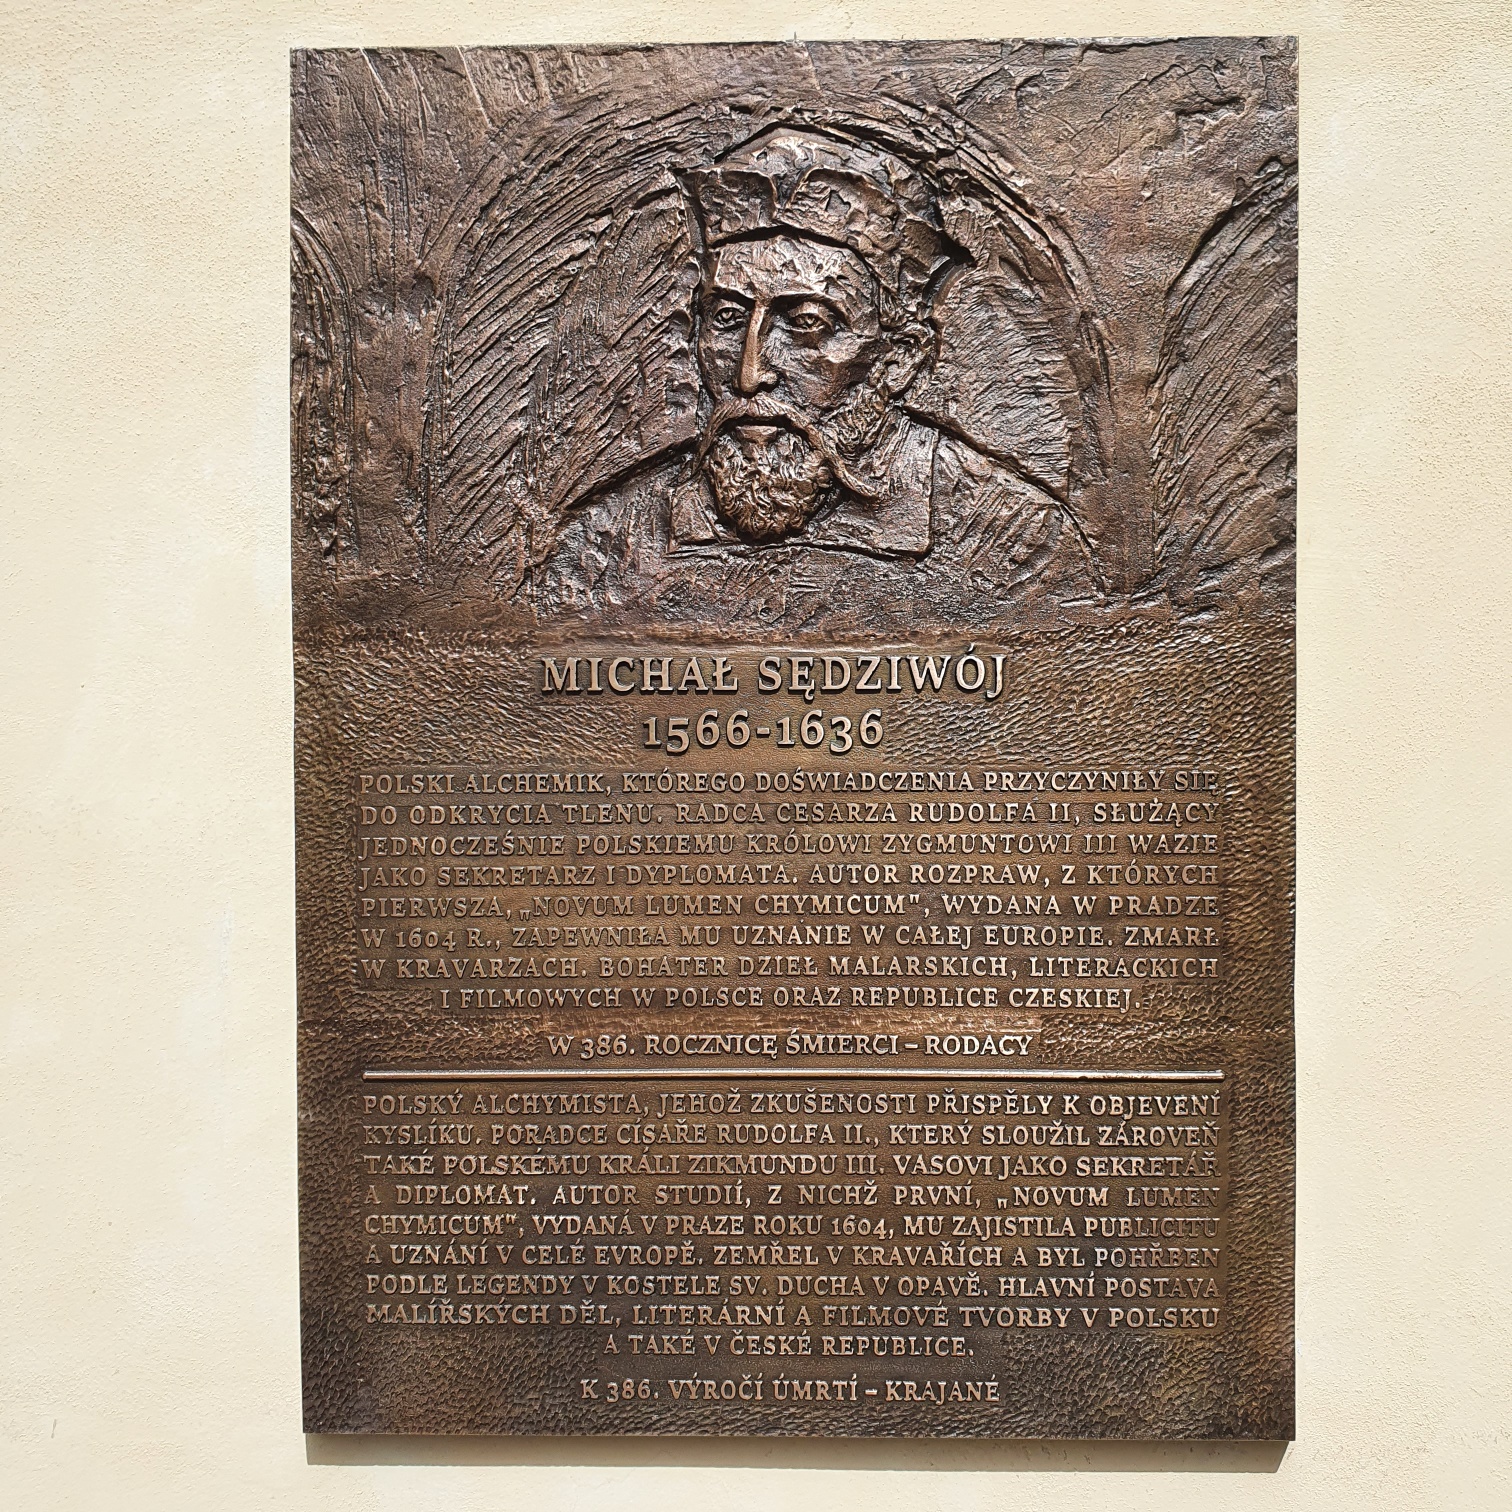 MICHAŁ SĘDZIWÓJ
1566-1636
POLSKI ALCHEMIK, KTÓREGO DOŚWIADCZENIA PRZYCZYNIŁY SIĘ
DO ODKRYCIA TLENU. RADCA CESARZA RUDOLFA II, SŁUŻĄCY
JEDNOCZEŚNIE POLSKIEMU KRÓLOWI ZYGMUNTOWI III WAZIE
JAKO SEKRETARZ I DYPLOMATA. AUTOR ROZPRAW, Z KTÓRYCH
PIERWSZA, „NOVUM LUMEN CHYMICUM", WYDANA W PRADZE
W 1604 R., ZAPEWNIŁA MU UZNANIE W CAŁEJ EUROPIE. ZMARŁ
W KRAVARZACH. BOHATER DZIEŁ MALARSKICH, LITERACKICH
I FILMOWYCH W POLSCE ORAZ REPUBLICE CZESKIEJ.
W 386. ROCZNICĘ ŚMIERCI – RODACY
POLSKÝ ALCHYMISTA, JEHOŽ ZKUŠENOSTI PŘISPĚLY K OBJEVENÍ
KYSLÍKU. PORADCE CÍSAŘE RUDOLFA II., KTERÝ SLOUŽIL ZÁROVEŇ
TAKÉ POLSKÉMU KRÁLI ZIKMUNDU III. VASOVI JAKO SEKRETÁŘ
A DIPLOMAT. AUTOR STUDIÍ, Z NICHŽ PRVNÍ, „NOVUM LUMEN
CHYMICUM", VYDANÁ V PRAZE ROKU 1604, MU ZAJISTILA PUBLICITU
A UZNÁNÍ V CELÉ EVROPĚ. ZEMŘEL V KRAVAŘÍCH A BYL POHŘBEN
PODLE LEGENDY V KOSTELE SV. DUCHA V OPAVĚ. HLAVNÍ POSTAVA
MALÍŘSKÝCH DĚL, LITERÁRNÍ A FILMOVÉ TVORBY V POLSKU
A TAKÉ V ČESKÉ REPUBLICE.
K 386. VÝROČÍ ÚMRTÍ – KRAJANÉ